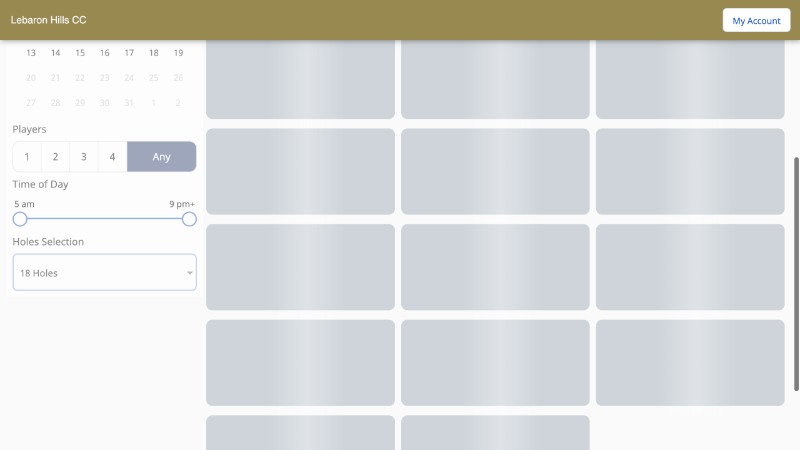 Lebaron Hills CC
My Account
13 14 15 16 17 18 19
20 21 22 23 24 25 26
27 28 29 30 31 1 2
Players
1 2 3 4 Any
Time of Day
5 am 9 pm+
Holes Selection
18 Holes